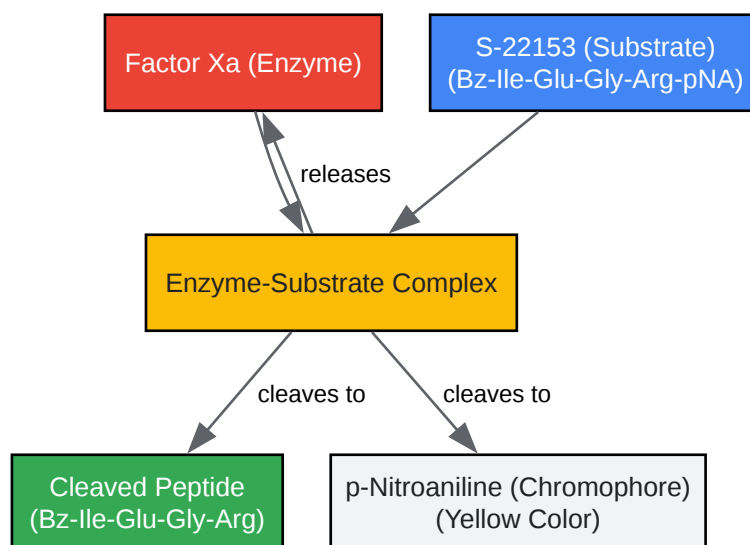 Factor Xa (Enzyme)
S-22153 (Substrate)
(Bz-Ile-Glu-Gly-Arg-pNA)
releases
Enzyme-Substrate Complex
cleaves to
cleaves to
Cleaved Peptide
(Bz-Ile-Glu-Gly-Arg)
p-Nitroaniline (Chromophore)
(Yellow Color)